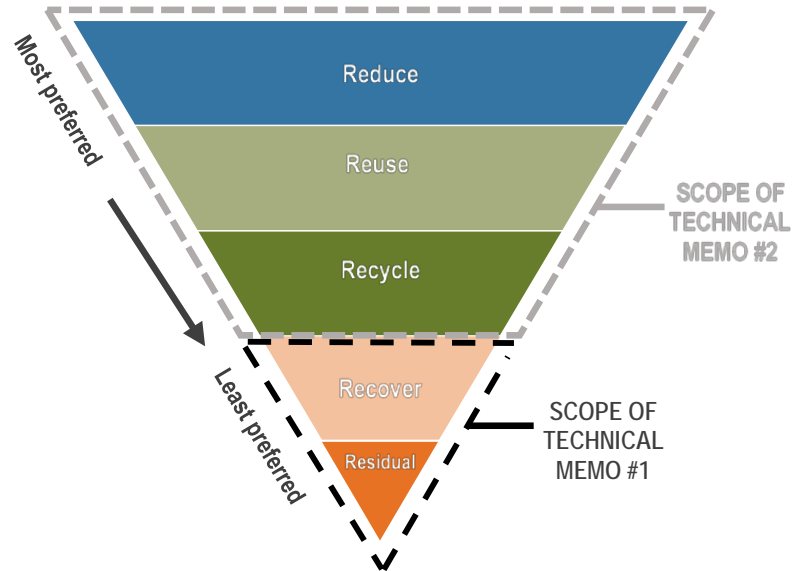 Most preferred
Reduce
Reuse
SCOPE OF
TECHNICAL
MEMO #2
Recycle
Least preferred
Recover
Residual
SCOPE OF
TECHNICAL
MEMO #1